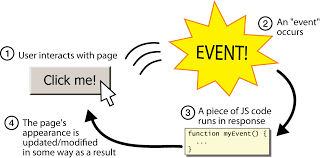 1 User interacts with page
Click me!
EVENT!
2 An "event"
occurs
3 A piece of JS code
runs in response
function myEvent() {
...
}
4 The page's
appearance is
updated/modified
in some way as a result